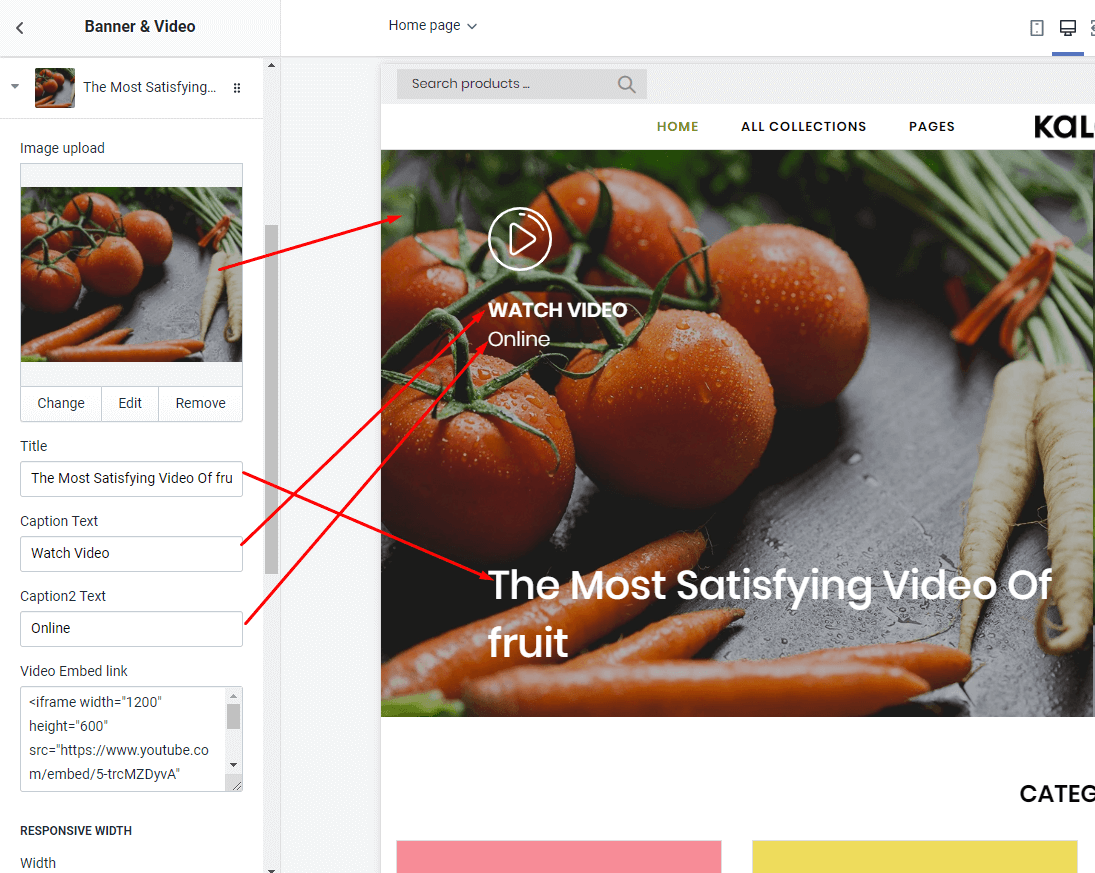 Banner & Video
Home page
The Most Satisfying...
Image upload
Change
Edit
Remove
Title
The Most Satisfying Video Of fru
Caption Text
Watch Video
Caption2 Text
Online
Video Embed link
<iframe width="1200"
height="600"
src="https://www.youtube.co
m/embed/5-trcMZDyvA"
RESPONSIVE WIDTH
Width
Search products ...
HOME
ALL COLLECTIONS
PAGES
KAL
WATCH VIDEO
Online
The Most Satisfying Video Of
fruit
CATEG